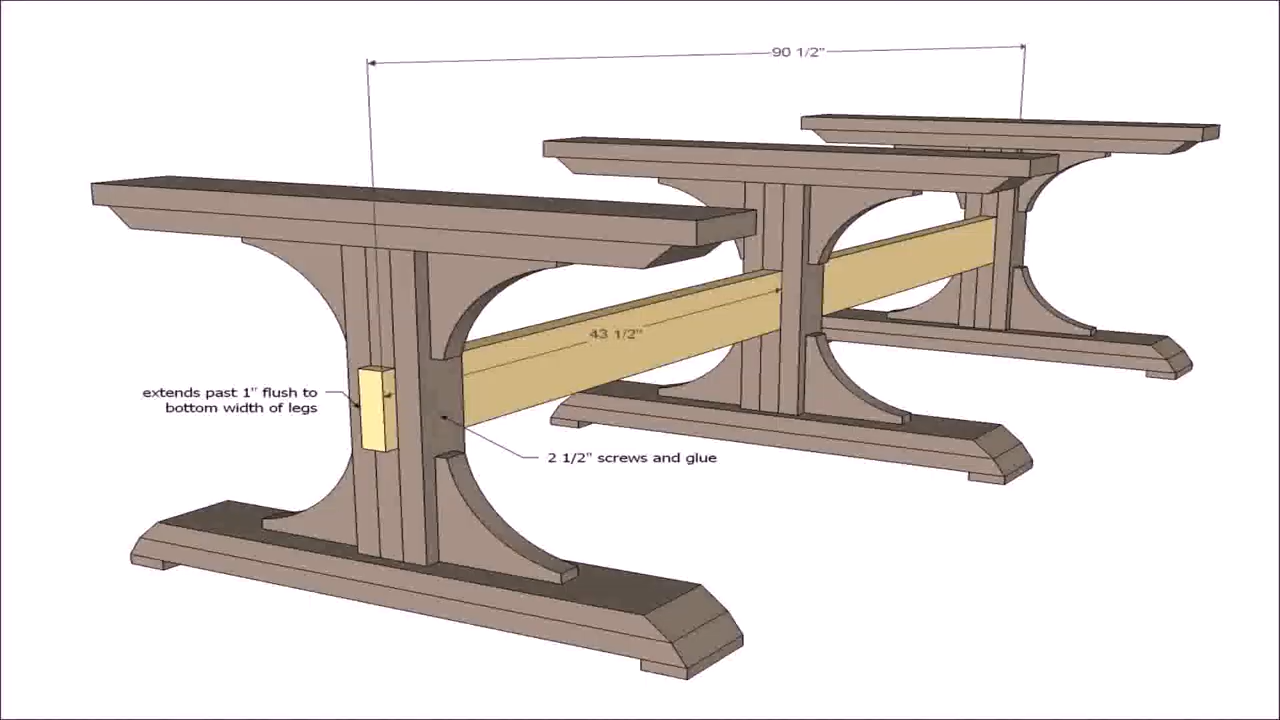 90 1/2"
43 1/2"
extends past 1" flush to
bottom width of legs
2 1/2" screws and glue